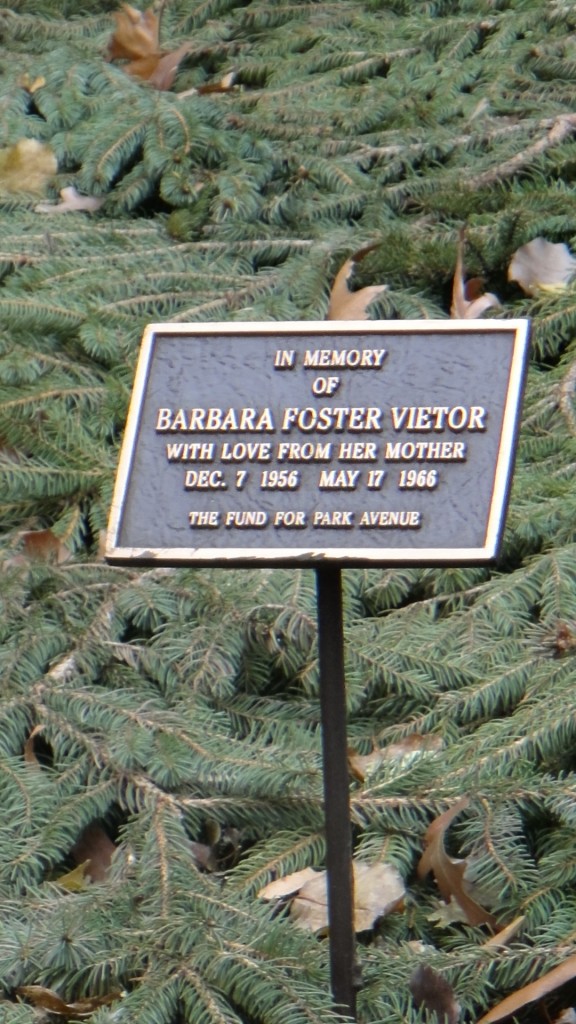 IN MEMORY
OF
BARBARA FOSTER VIETOR
WITH LOVE FROM HER MOTHER
DEC. 7 1956 MAY 17 1966
THE FUND FOR PARK AVENUE